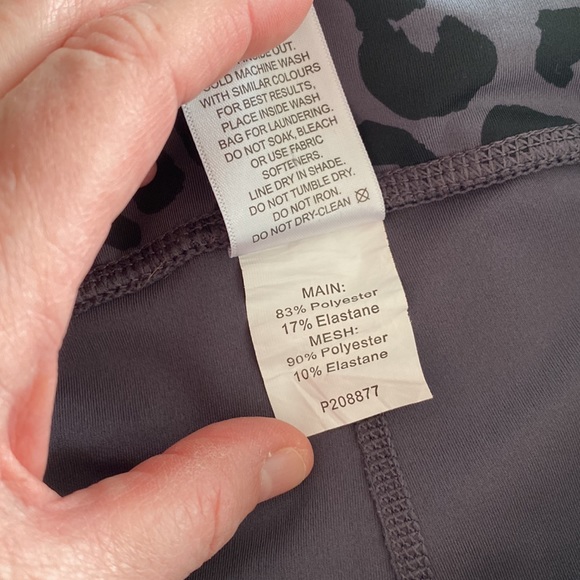 INSIDE OUT.
COLD MACHINE WASH
WITH SIMILAR COLOURS
FOR BEST RESULTS,
PLACE INSIDE WASH
BAG FOR LAUNDERING.
DO NOT SOAK, BLEACH
OR USE FABRIC
SOFTENERS.
LINE DRY IN SHADE.
DO NOT TUMBLE DRY.
DO NOT IRON.
DO NOT DRY-CLEAN
MAIN:
83% Polyester
17% Elastane
MESH:
90% Polyester
10% Elastane
P208877